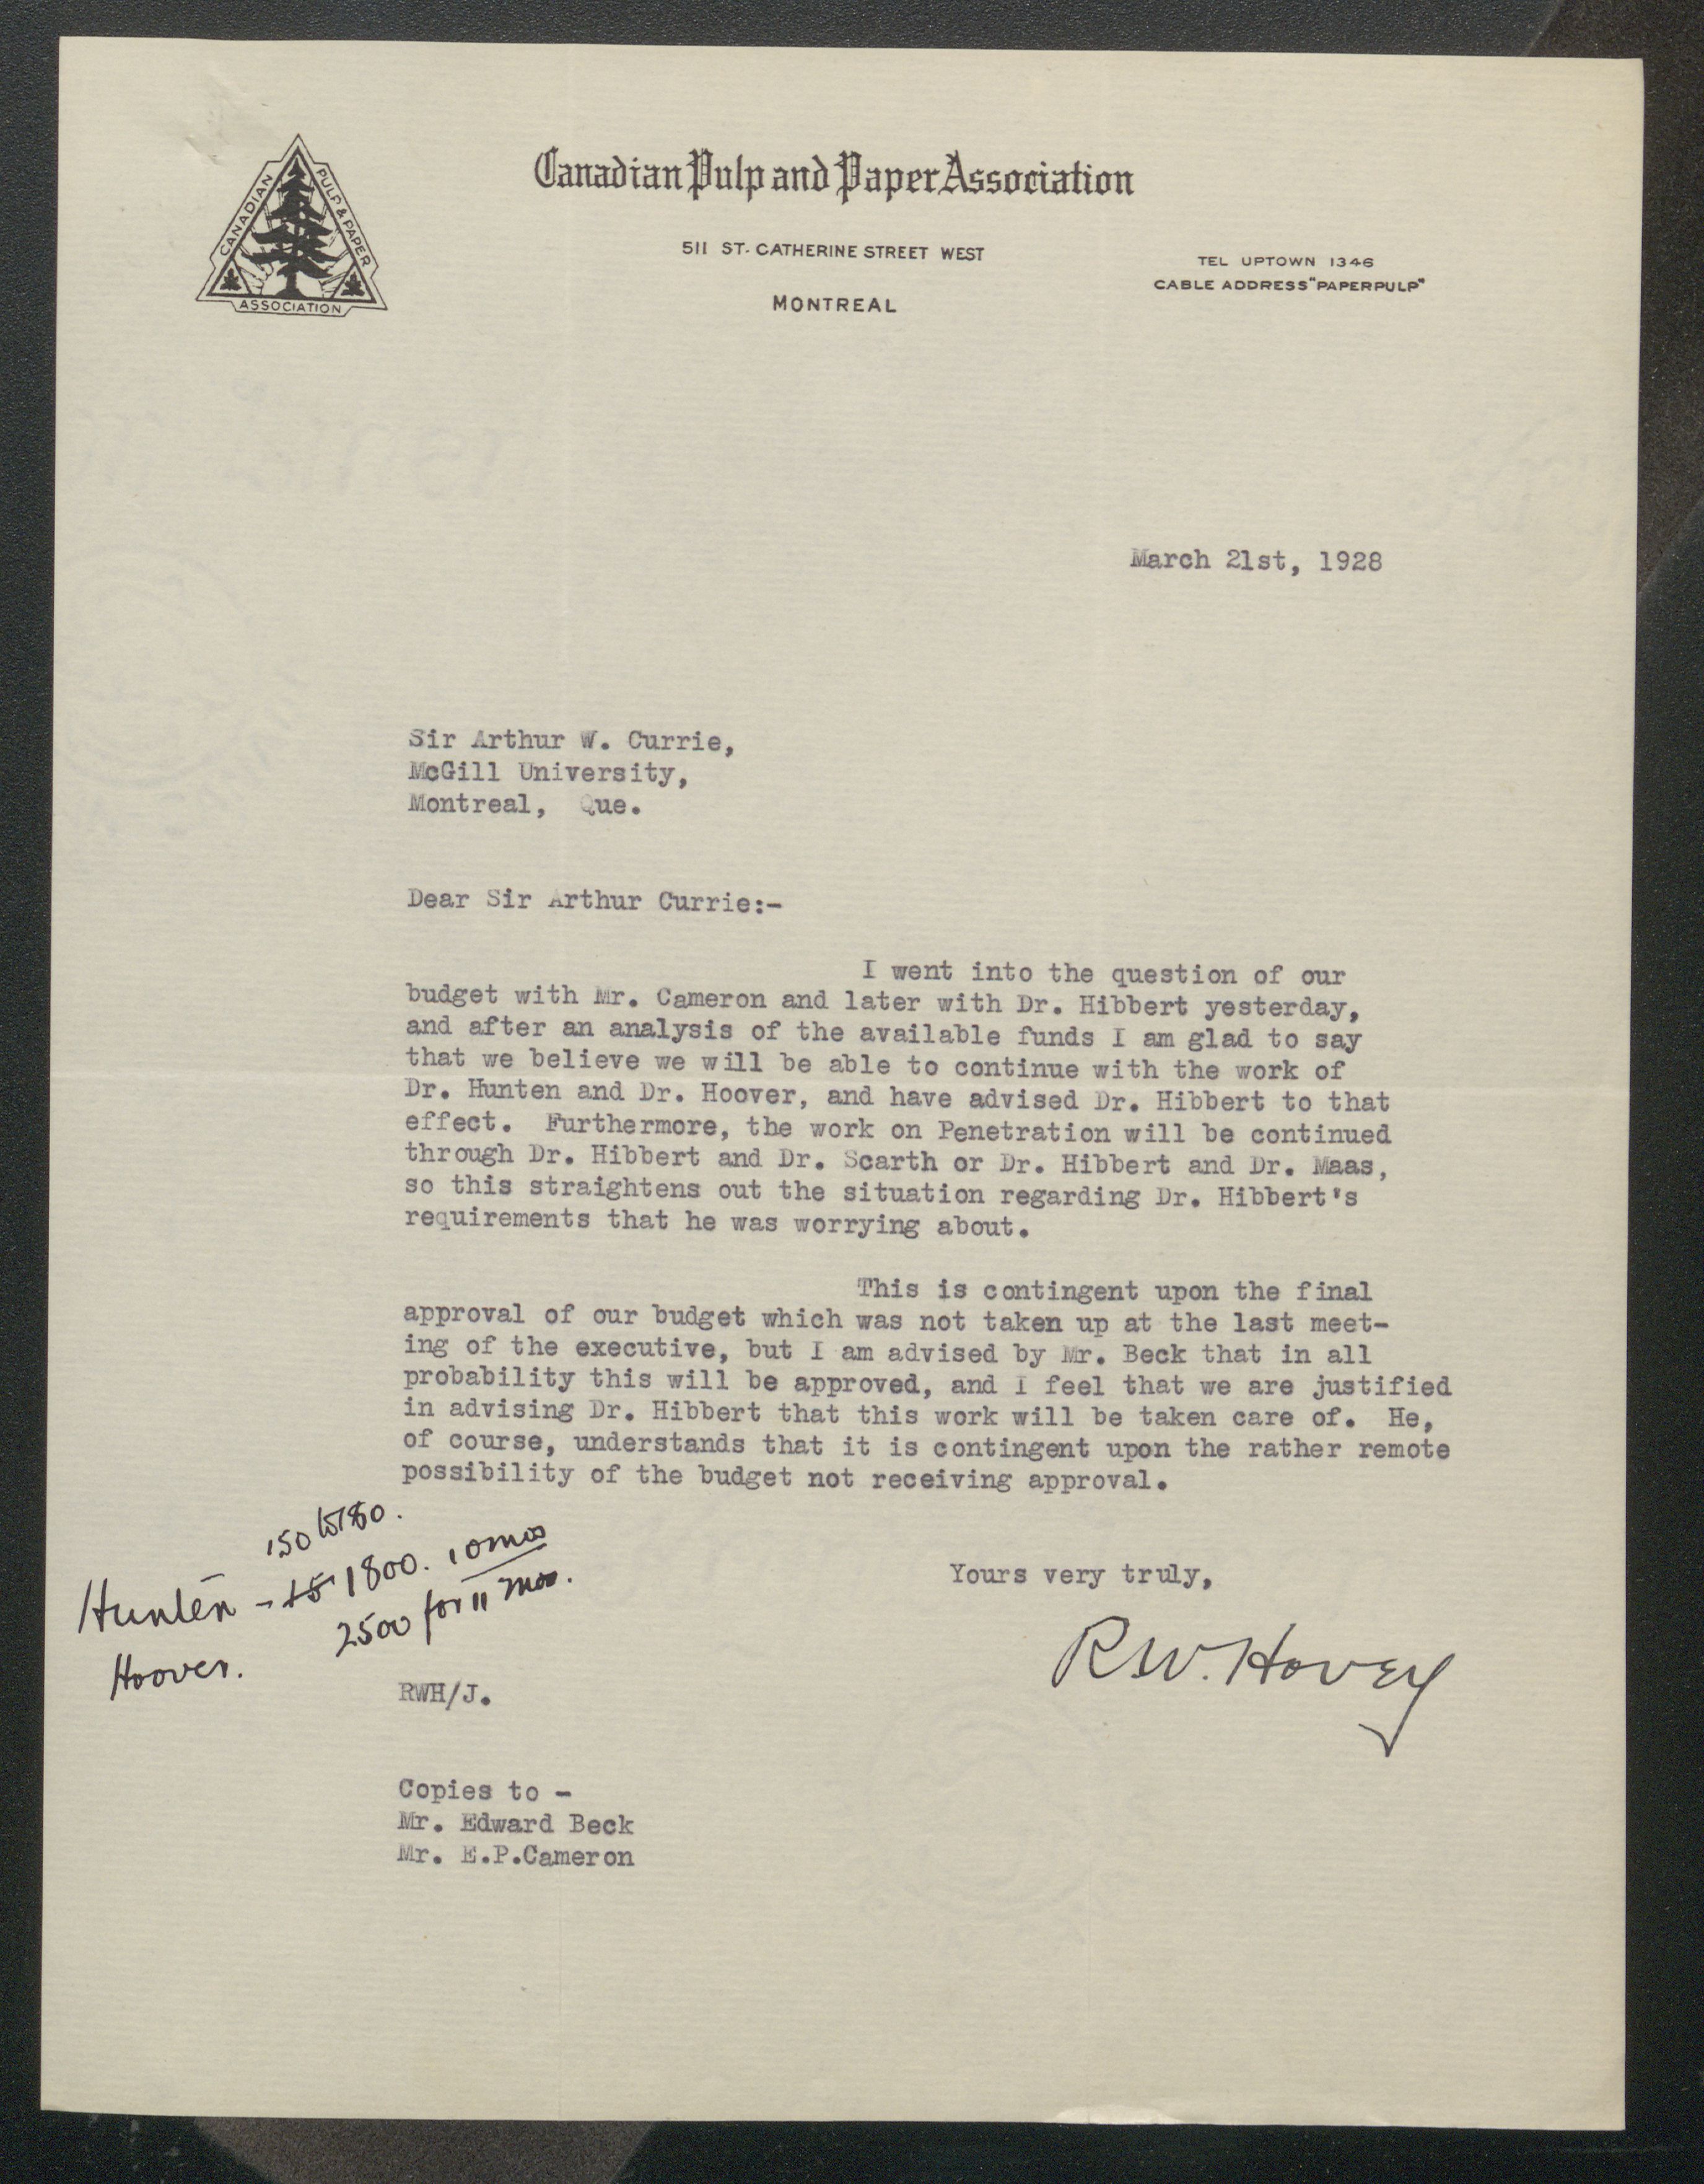 CANADIAN
PULP & PAPER
ASSOCIATION
Canadian Pulp and Paper Association
511 ST. CATHERINE STREET WEST
MONTREAL
TEL UPTOWN 1346
CABLE ADDRESS "PAPERPULP"
March 21st, 1928
Sir Arthur W. Currie,
McGill University,
Montreal, Que.
Dear Sir Arthur Currie:-
I went into the question of our
budget with Mr. Cameron and later with Dr. Hibbert yesterday,
and after an analysis of the available funds I am glad to say
that we believe we will be able to continue with the work of
Dr. Hunten and Dr. Hoover, and have advised Dr. Hibbert to that
effect. Furthermore, the work on Penetration will be continued
through Dr. Hibbert and Dr. Scarth or Dr. Hibbert and Dr. Maas,
so this straightens out the situation regarding Dr. Hibbert's
requirements that he was worrying about.
This is contingent upon the final
approval of our budget which was not taken up at the last meet-
ing of the executive, but I am advised by Mr. Beck that in all
probability this will be approved, and I feel that we are justified
in advising Dr. Hibbert that this work will be taken care of. He,
of course, understands that it is contingent upon the rather remote
possibility of the budget not receiving approval.
150 to 180.
Hunten - 1800. 10 mos
Hoover. 2500 for 11 mos.
Yours very truly,
R.W. Hovey
RWH/J.
Copies to -
Mr. Edward Beck
Mr. E.P.Cameron